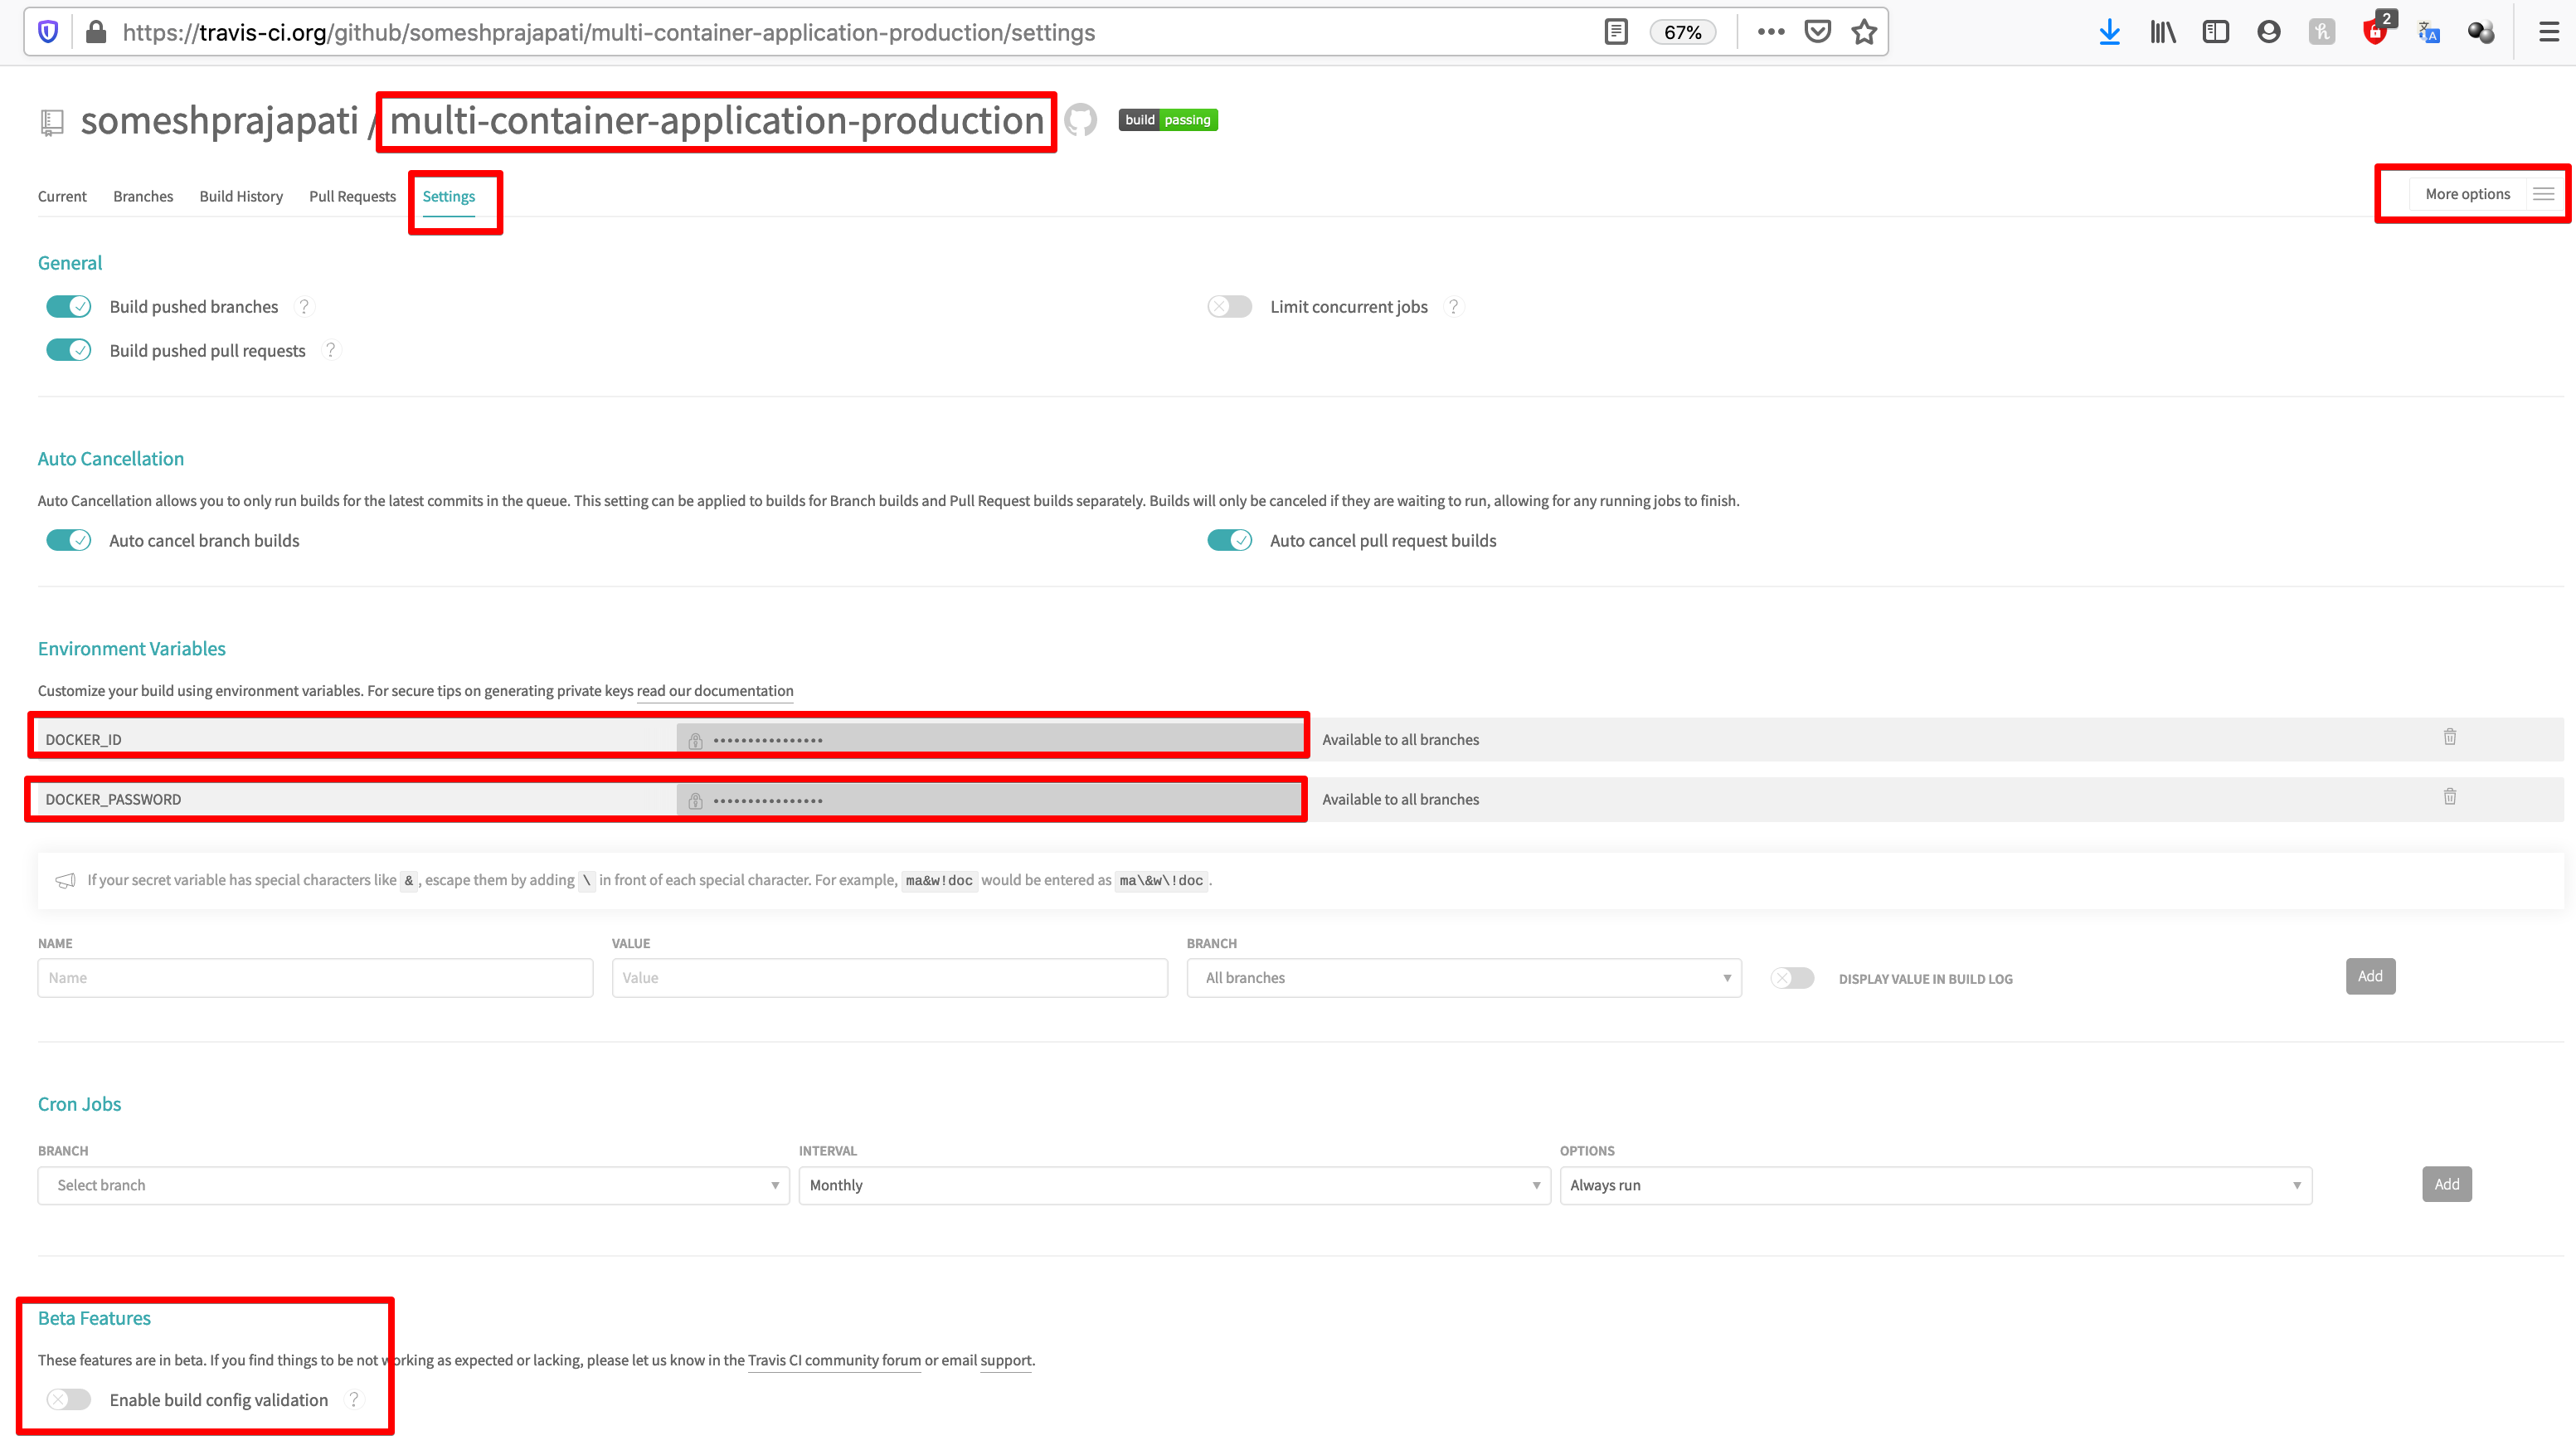 https://travis-ci.org/github/someshprajapati/multi-container-application-production/settings
67%
2
someshprajapati / multi-container-application-production
build passing
Current Branches Build History Pull Requests Settings
More options
General
Build pushed branches ?
Limit concurrent jobs ?
Build pushed pull requests ?
Auto Cancellation
Auto Cancellation allows you to only run builds for the latest commits in the queue. This setting can be applied to builds for Branch builds and Pull Request builds separately. Builds will only be canceled if they are waiting to run, allowing for any running jobs to finish.
Auto cancel branch builds
Auto cancel pull request builds
Environment Variables
Customize your build using environment variables. For secure tips on generating private keys read our documentation
DOCKER_ID •••••••••••••••• Available to all branches
DOCKER_PASSWORD •••••••••••••••• Available to all branches
If your secret variable has special characters like & , escape them by adding \ in front of each special character. For example, ma&w!doc would be entered as ma\&w\!doc .
NAME VALUE BRANCH
Name Value All branches DISPLAY VALUE IN BUILD LOG Add
Cron Jobs
BRANCH INTERVAL OPTIONS
Select branch Monthly Always run Add
Beta Features
These features are in beta. If you find things to be not working as expected or lacking, please let us know in the Travis CI community forum or email support.
Enable build config validation ?